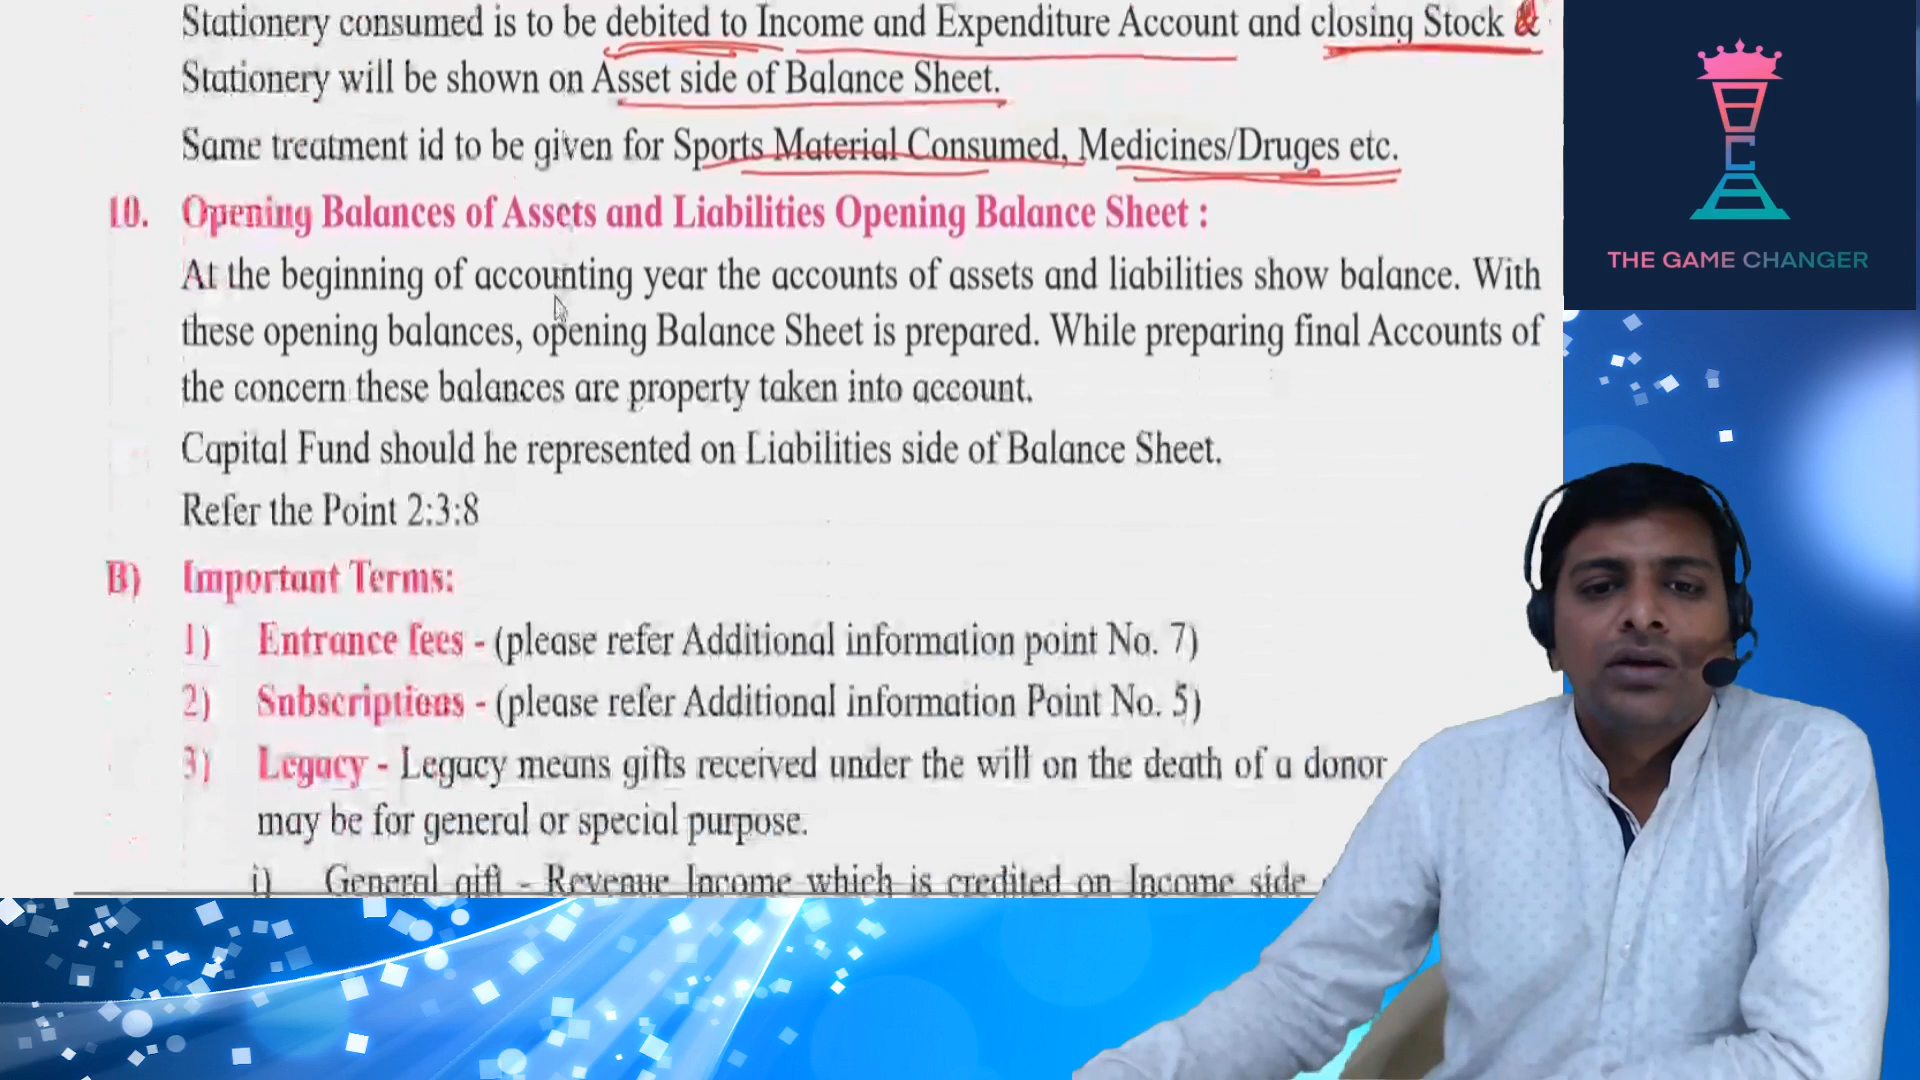 Stationery consumed is to be debited to Income and Expenditure Account and closing Stock
Stationery will be shown on Asset side of Balance Sheet.
Same treatment id to be given for Sports Material Consumed, Medicines/Druges etc.
10. Opening Balances of Assets and Liabilities Opening Balance Sheet :
At the beginning of accounting year the accounts of assets and liabilities show balance. With
these opening balances, opening Balance Sheet is prepared. While preparing final Accounts of
the concern these balances are property taken into account.
Capital Fund should he represented on Liabilities side of Balance Sheet.
Refer the Point 2:3:8
B) Important Terms:
1) Entrance fees - (please refer Additional information point No. 7)
2) Subscriptions - (please refer Additional information Point No. 5)
3) Legacy - Legacy means gifts received under the will on the death of a donor
may be for general or special purpose.
i) General gift - Revenue Income which is credited on Income side
THE GAME CHANGER